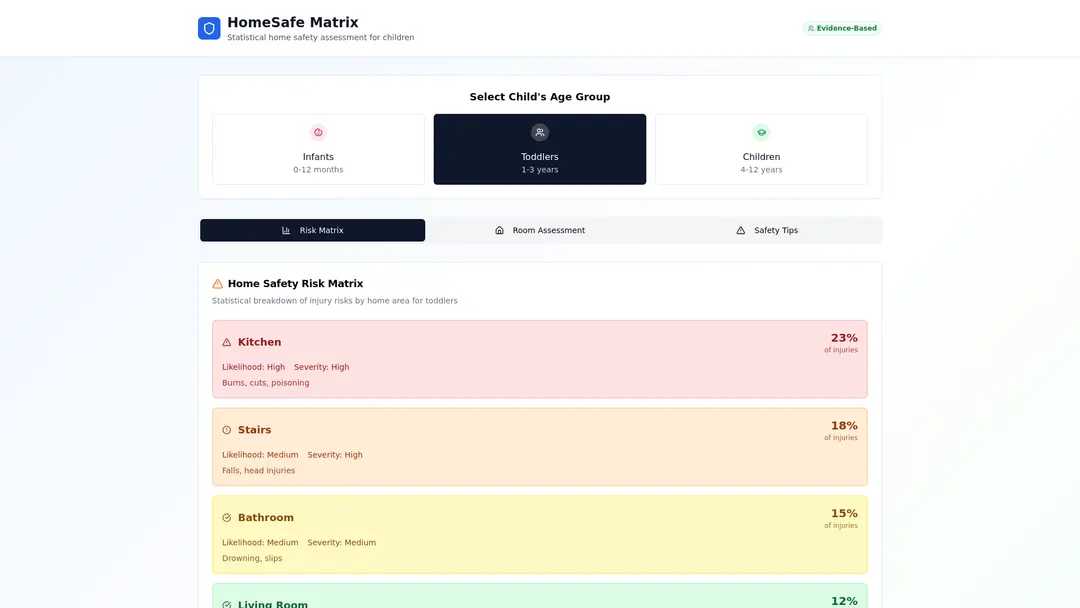 HomeSafe Matrix
Statistical home safety assessment for children
Evidence-Based
Select Child's Age Group
Infants
0-12 months
Toddlers
1-3 years
Children
4-12 years
Risk Matrix
Room Assessment
Safety Tips
Home Safety Risk Matrix
Statistical breakdown of injury risks by home area for toddlers
Kitchen
23%
of injuries
Likelihood: High Severity: High
Burns, cuts, poisoning
Stairs
18%
of injuries
Likelihood: Medium Severity: High
Falls, head injuries
Bathroom
15%
of injuries
Likelihood: Medium Severity: Medium
Drowning, slips
Living Room
12%